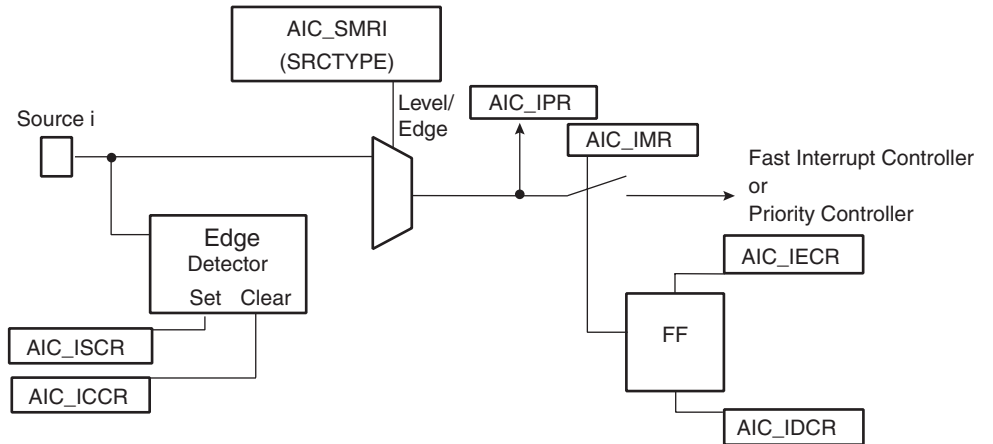 AIC_SMRI
(SRCTYPE)
Source i
Level/
Edge
AIC_IPR
AIC_IMR
Fast Interrupt Controller
or
Priority Controller
Edge
Detector
Set Clear
AIC_IECR
FF
AIC_ISCR
AIC_ICCR
AIC_IDCR